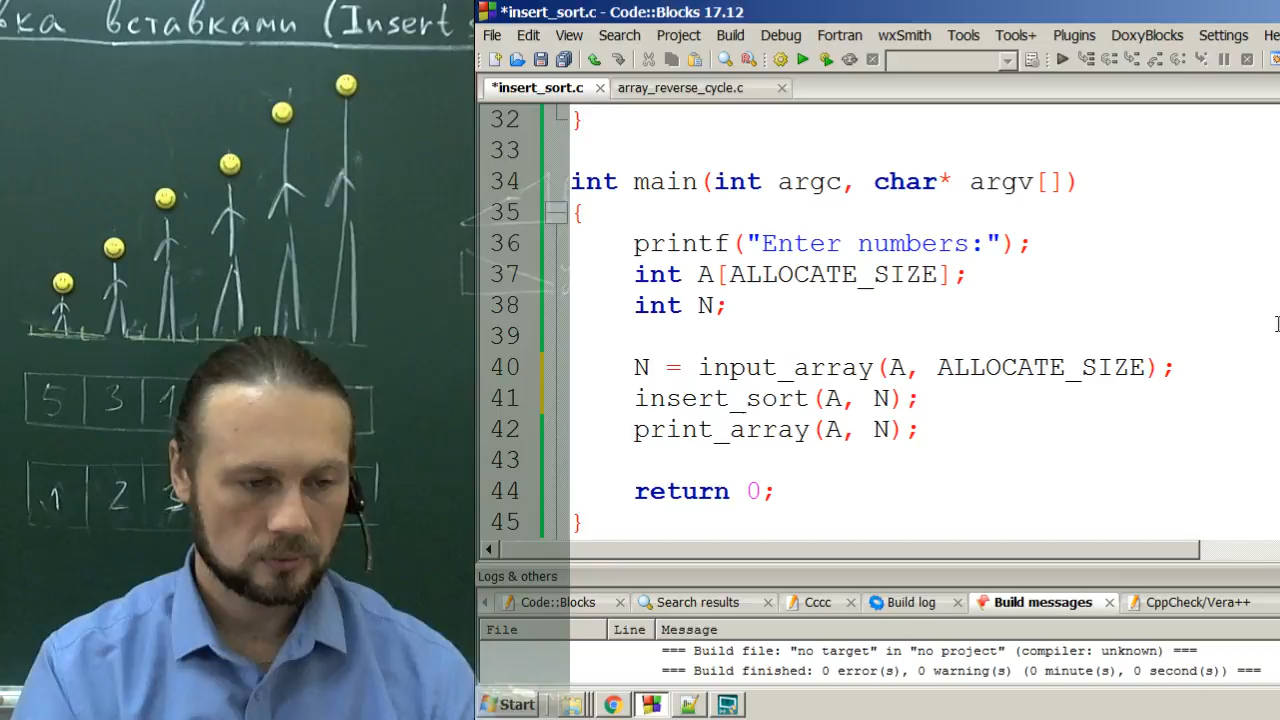 вка вставками (Insert
5 3 1
1 2 3
*insert_sort.c - Code::Blocks 17.12
File Edit View Search Project Build Debug Fortran wxSmith Tools Tools+ Plugins DoxyBlocks Settings He
*insert_sort.c array_reverse_cycle.c
32 }
33
34 int main(int argc, char* argv[])
35 {
36 printf("Enter numbers:");
37 int A[ALLOCATE_SIZE];
38 int N;
39
40 N = input_array(A, ALLOCATE_SIZE);
41 insert_sort(A, N);
42 print_array(A, N);
43
44 return 0;
45 }
Logs & others
Code::Blocks Search results Cccc Build log Build messages CppCheck/Vera++
File Line Message
=== Build file: "no target" in "no project" (compiler: unknown) ===
=== Build finished: 0 error(s), 0 warning(s) (0 minute(s), 0 second(s)) ===
Start